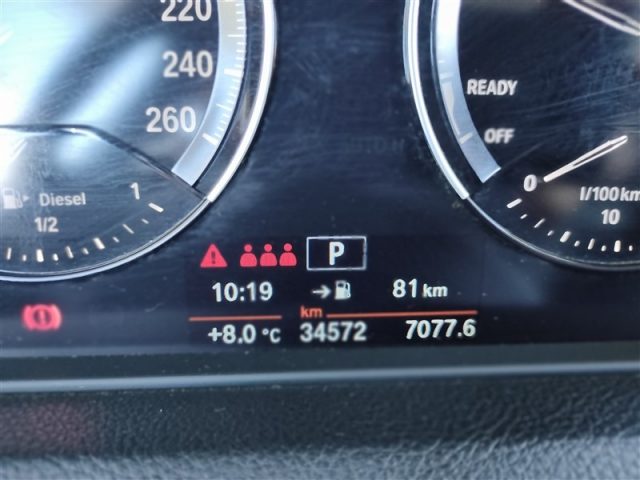 220
240
260
READY
OFF
Diesel
1/2
1
0
l/100km
10
P
10:19
81 km
km
+8.0 °C
34572
7077.6